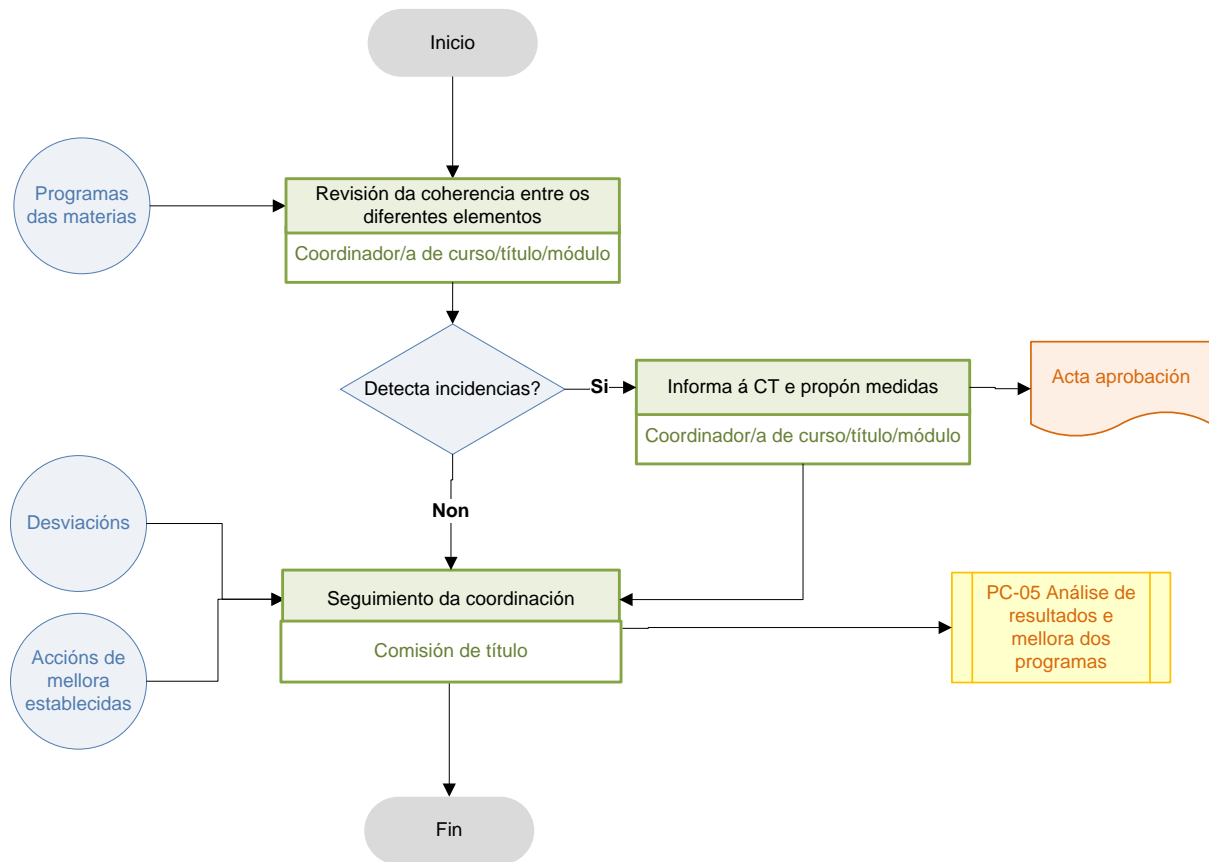 Inicio
Programas
das materias
Revisión da coherencia entre os
diferentes elementos
Coordinador/a de curso/título/módulo
Detecta incidencias?
Si
Informa á CT e propón medidas
Coordinador/a de curso/título/módulo
Acta aprobación
Non
Desviacións
Seguimiento da coordinación
Comisión de título
PC-05 Análise de
resultados e
mellora dos
programas
Accións de
mellora
establecidas
Fin